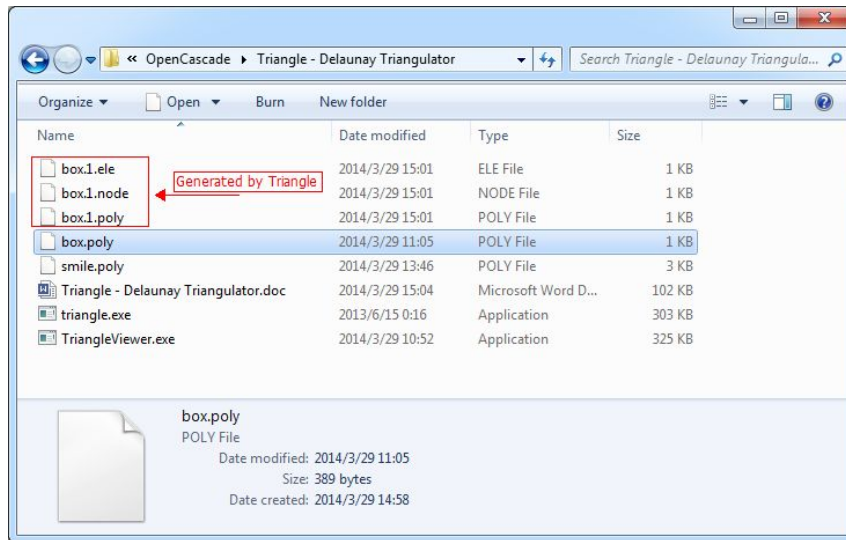 « OpenCascade ▸ Triangle - Delaunay Triangulator
Search Triangle - Delaunay Triangula...
Organize Open Burn New folder
Name Date modified Type Size
box.1.ele 2014/3/29 15:01 ELE File 1 KB
Generated by Triangle
box.1.node 2014/3/29 15:01 NODE File 1 KB
box.1.poly 2014/3/29 15:01 POLY File 1 KB
box.poly 2014/3/29 11:05 POLY File 1 KB
smile.poly 2014/3/29 13:46 POLY File 3 KB
Triangle - Delaunay Triangulator.doc 2014/3/29 15:04 Microsoft Word D... 102 KB
triangle.exe 2013/6/15 0:16 Application 303 KB
TriangleViewer.exe 2014/3/29 10:52 Application 325 KB
box.poly
POLY File
Date modified: 2014/3/29 11:05
Size: 389 bytes
Date created: 2014/3/29 14:58